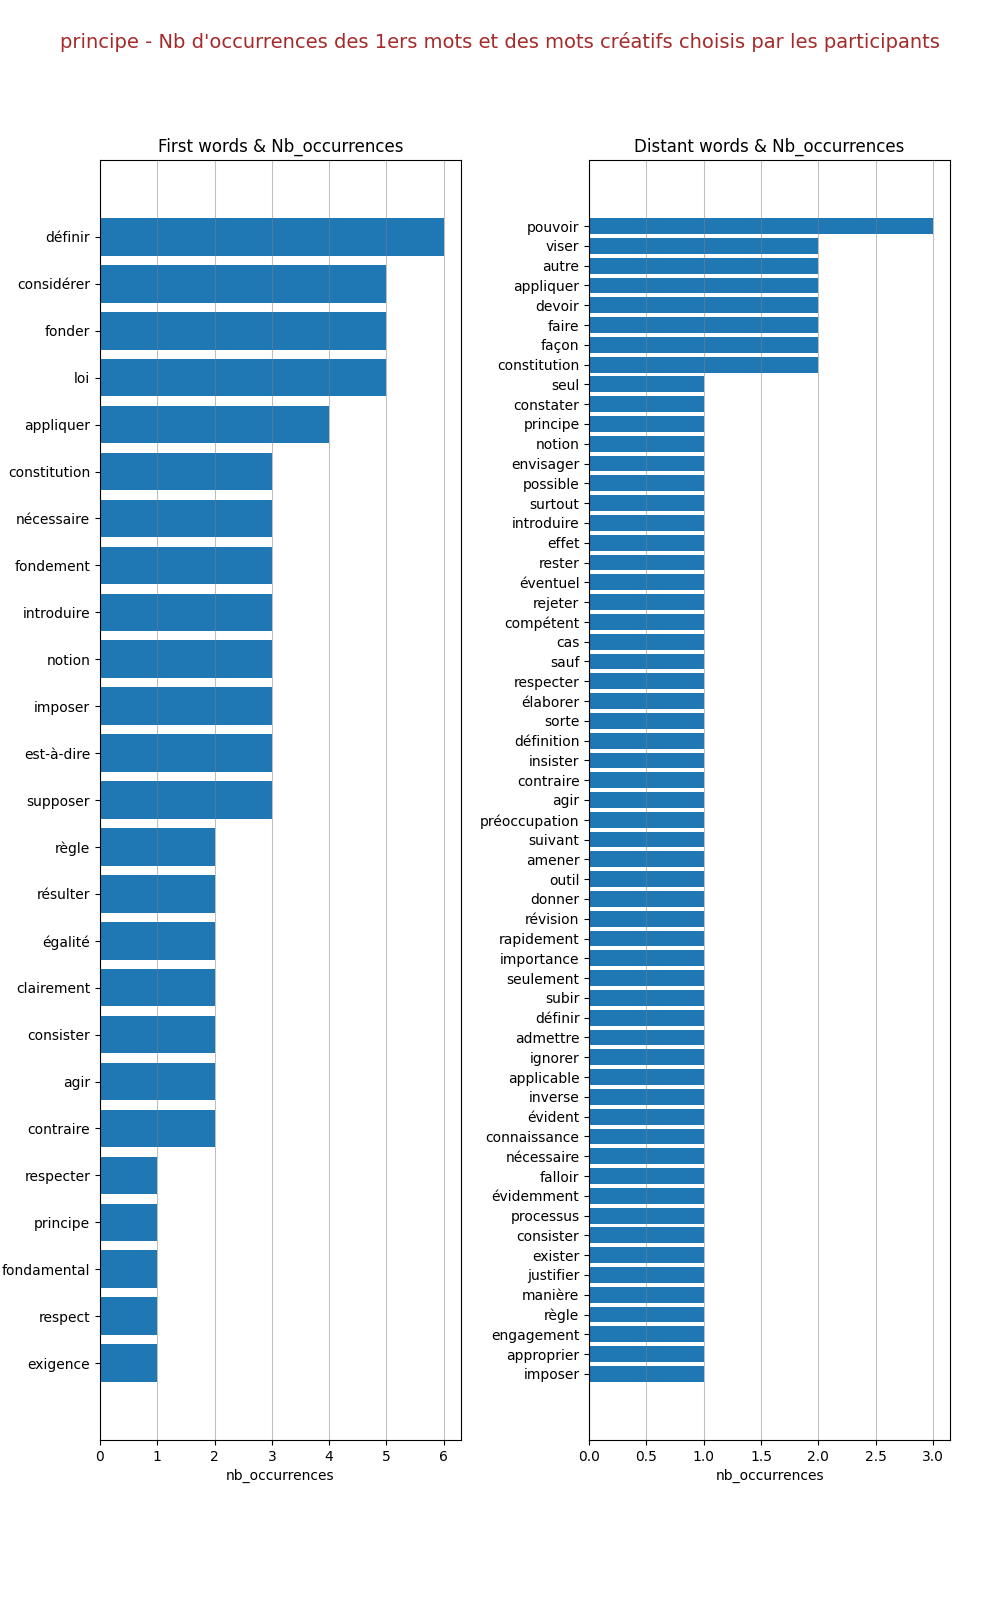 principe - Nb d'occurrences des 1ers mots et des mots créatifs choisis par les participants
First words & Nb_occurrences
définir
considérer
fonder
loi
appliquer
constitution
nécessaire
fondement
introduire
notion
imposer
est-à-dire
supposer
règle
résulter
égalité
clairement
consister
agir
contraire
respecter
principe
fondamental
respect
exigence
0 1 2 3 4 5 6
nb_occurrences
Distant words & Nb_occurrences
pouvoir
viser
autre
appliquer
devoir
faire
façon
constitution
seul
constater
principe
notion
envisager
possible
surtout
introduire
effet
rester
éventuel
rejeter
compétent
cas
sauf
respecter
élaborer
sorte
définition
insister
contraire
agir
préoccupation
suivant
amener
outil
donner
révision
rapidement
importance
seulement
subir
définir
admettre
ignorer
applicable
inverse
évident
connaissance
nécessaire
falloir
évidemment
processus
consister
exister
justifier
manière
règle
engagement
approprier
imposer
0.0 0.5 1.0 1.5 2.0 2.5 3.0
nb_occurrences